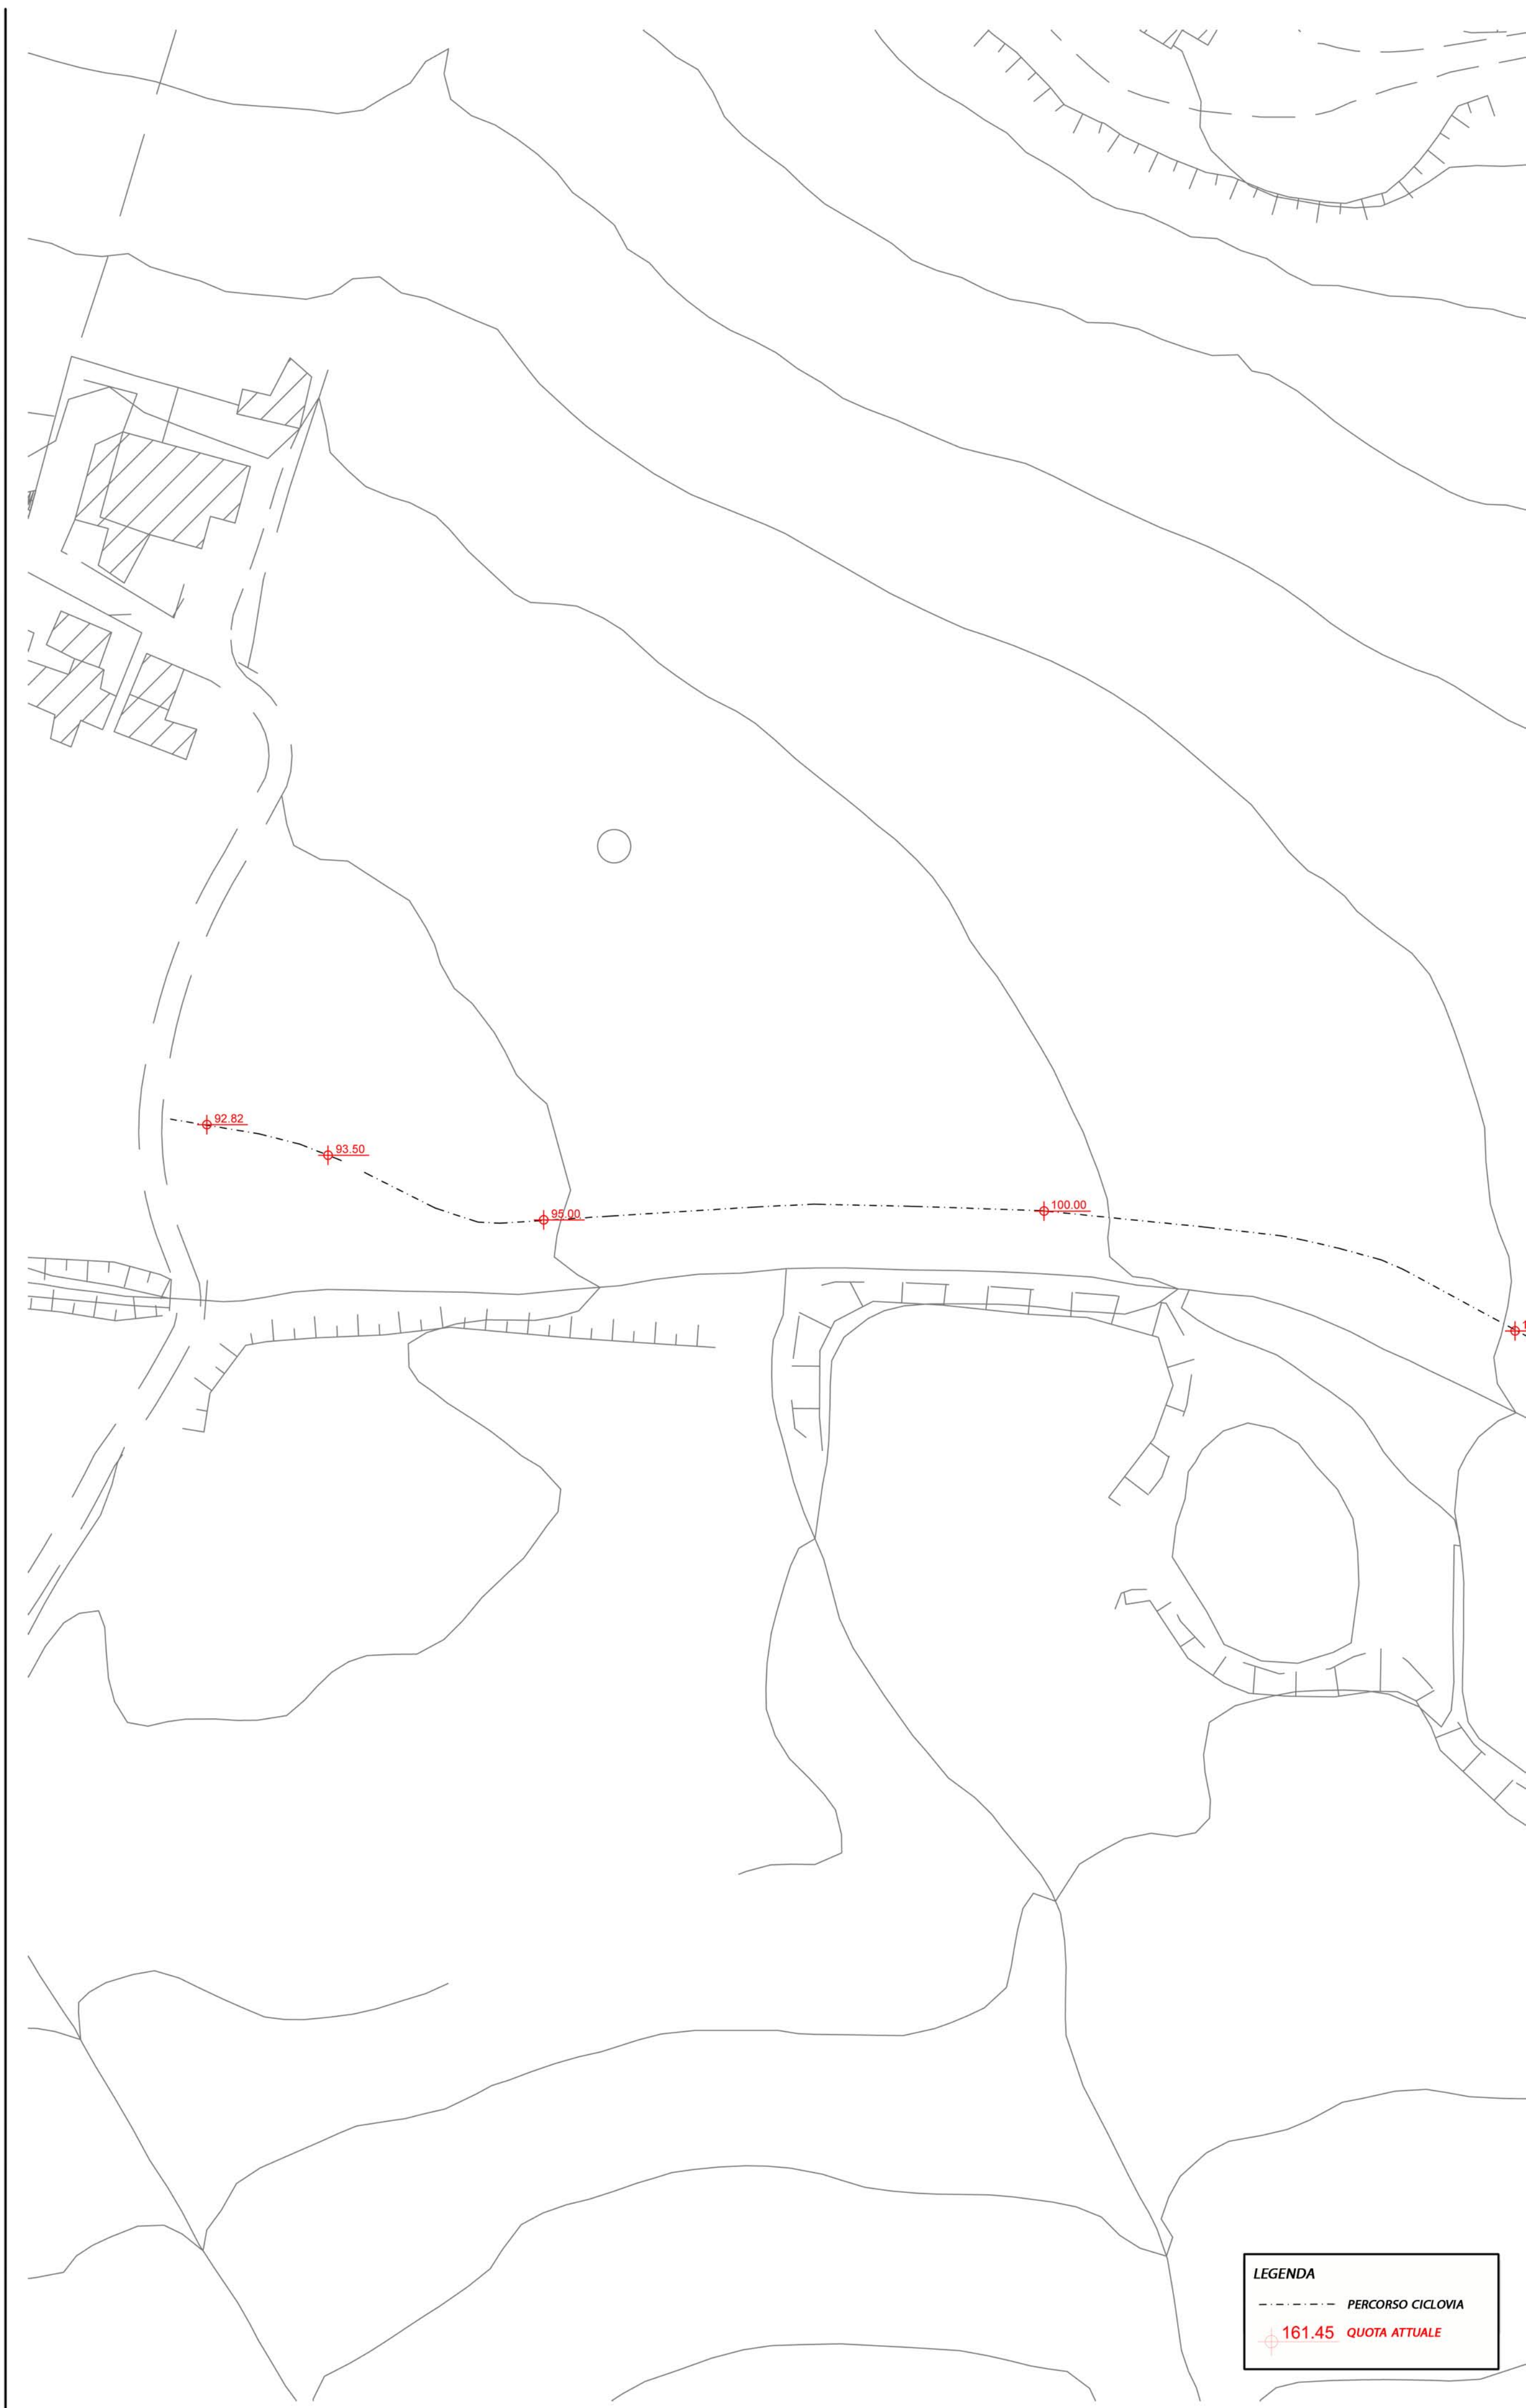 92.82
93.50
95.00
100.00
LEGENDA
PERCORSO CICLOVIA
161.45 QUOTA ATTUALE